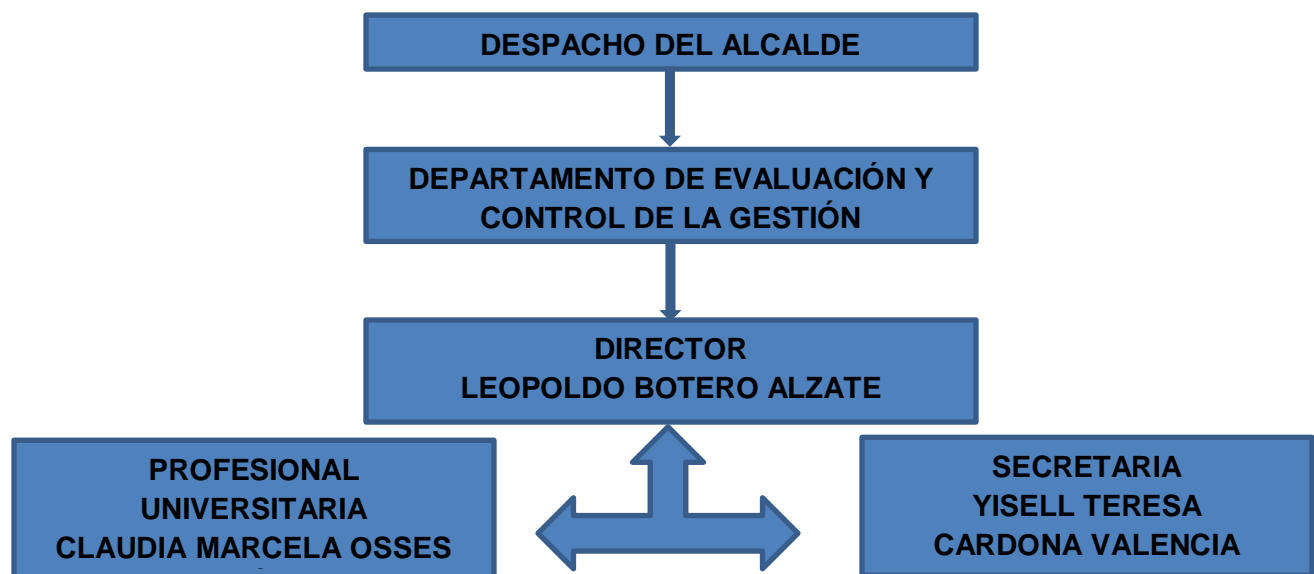 DESPACHO DEL ALCALDE
DEPARTAMENTO DE EVALUACIÓN Y
CONTROL DE LA GESTIÓN
DIRECTOR
LEOPOLDO BOTERO ALZATE
PROFESIONAL
UNIVERSITARIA
CLAUDIA MARCELA OSSES
SECRETARIA
YISELL TERESA
CARDONA VALENCIA